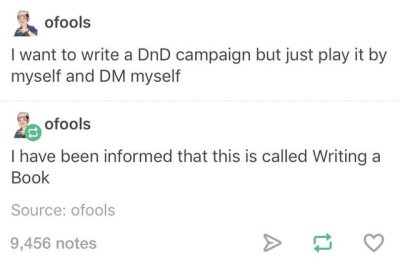 ofools
I want to write a DnD campaign but just play it by
myself and DM myself
ofools
I have been informed that this is called Writing a
Book
Source: ofools
9,456 notes